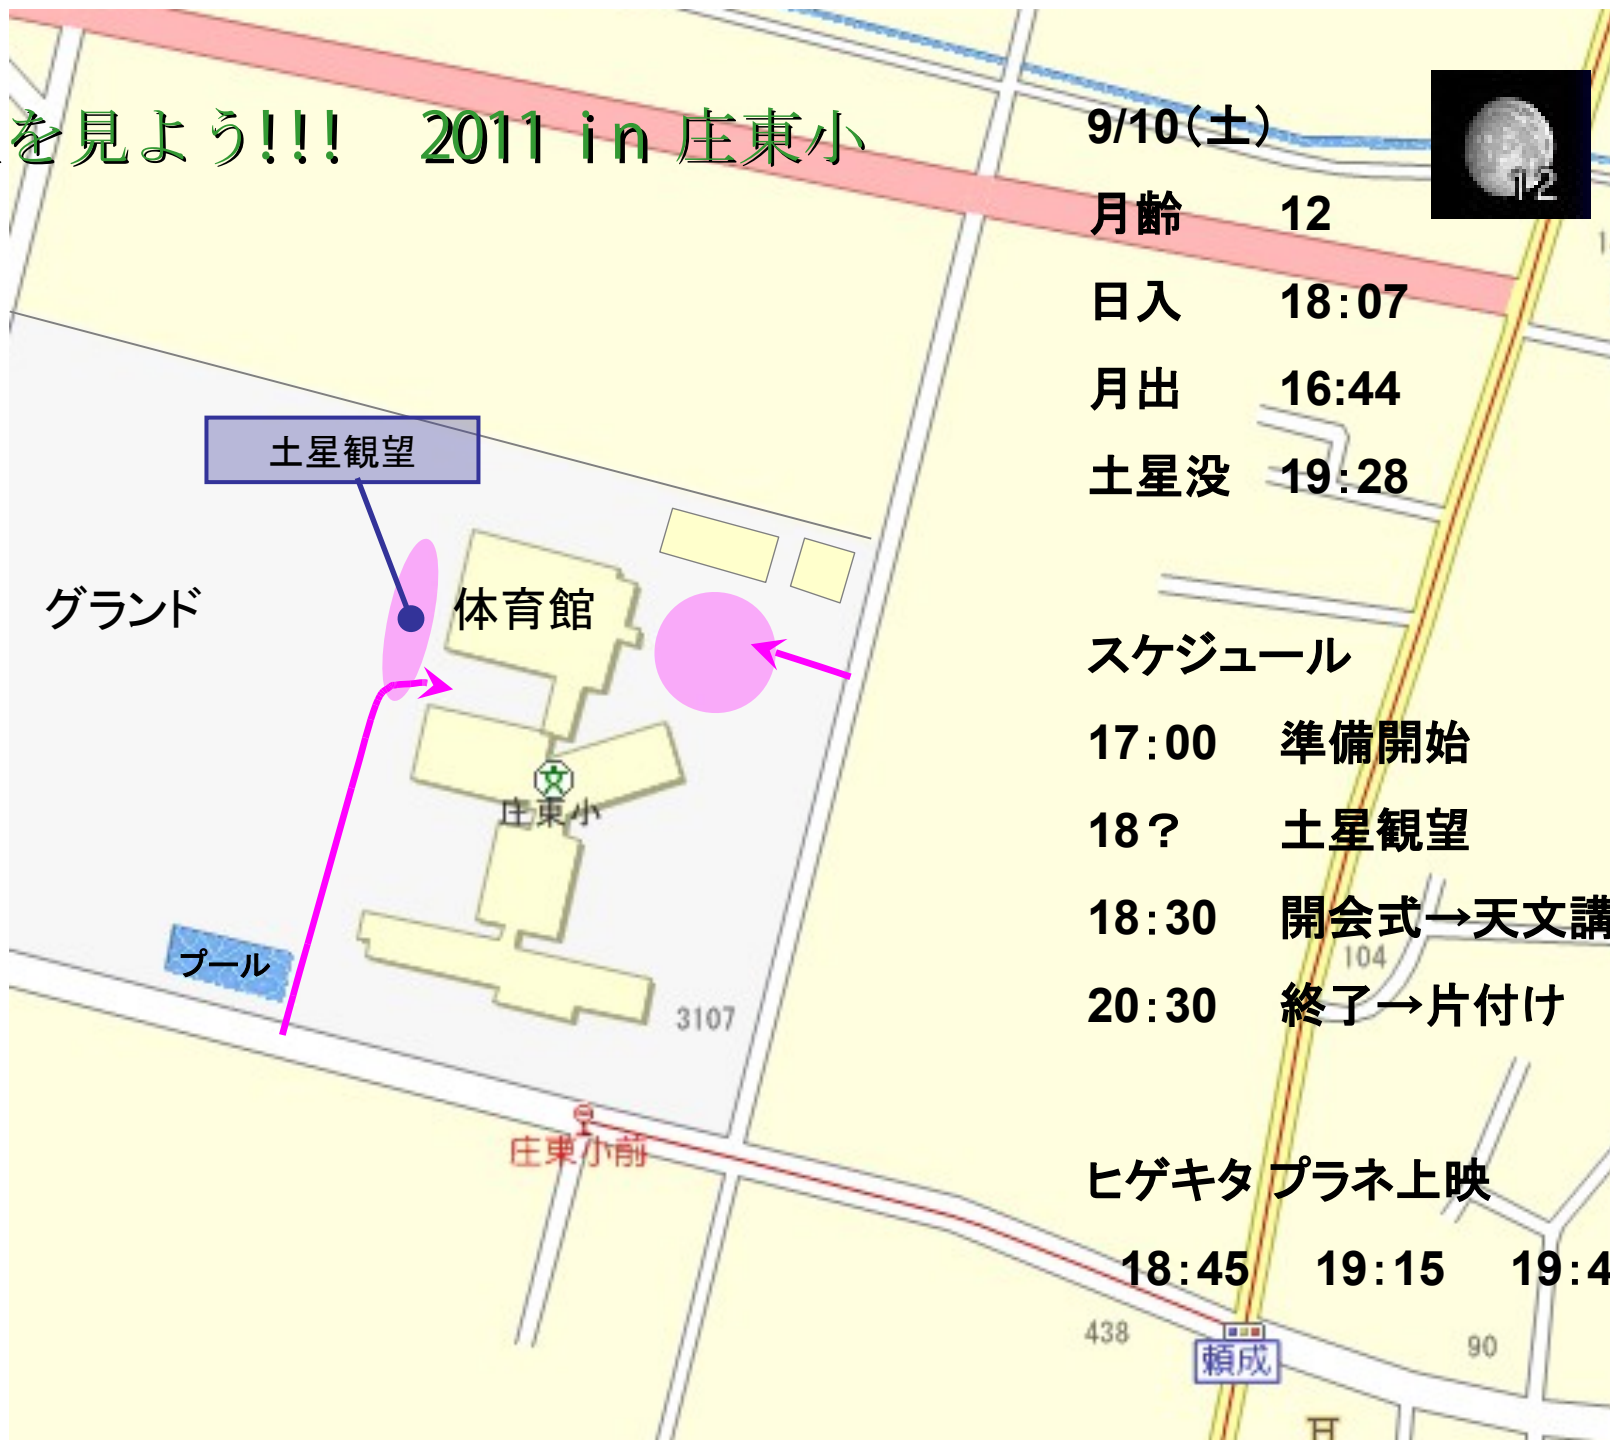 を見よう!!!　2011 in 庄東小
9/10（土）
12
月齢　12
日入　18：07
月出　16:44
土星没　19：28
土星観望
グランド
体育館
庄東小
プール
3107
庄東小前
スケジュール
17：00　準備開始
18？　土星観望
18：30　開会式→天文講
104
20：30　終了→片付け
ヒゲキタ プラネ上映
18：45　19：15　19：4
438
90
頼成